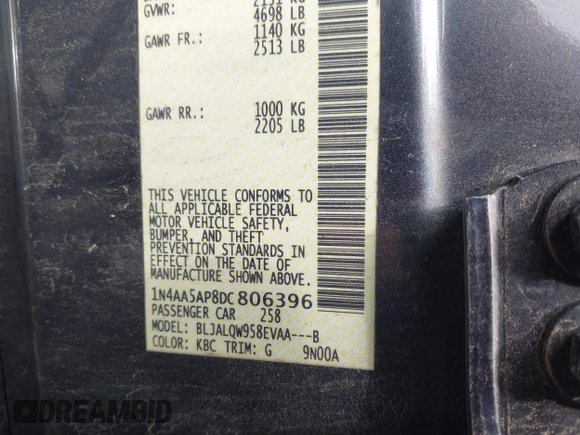 2131 KG
GVWR: 4698 LB
GAWR FR.: 1140 KG
2513 LB
GAWR RR.: 1000 KG
2205 LB
THIS VEHICLE CONFORMS TO
ALL APPLICABLE FEDERAL
MOTOR VEHICLE SAFETY,
BUMPER, AND THEFT
PREVENTION STANDARDS IN
EFFECT ON THE DATE OF
MANUFACTURE SHOWN ABOVE.
1N4AA5AP8DC806396
PASSENGER CAR 258
MODEL: BLJALQW958EVAA---B
COLOR: KBC TRIM: G 9N00A
DREAMBID